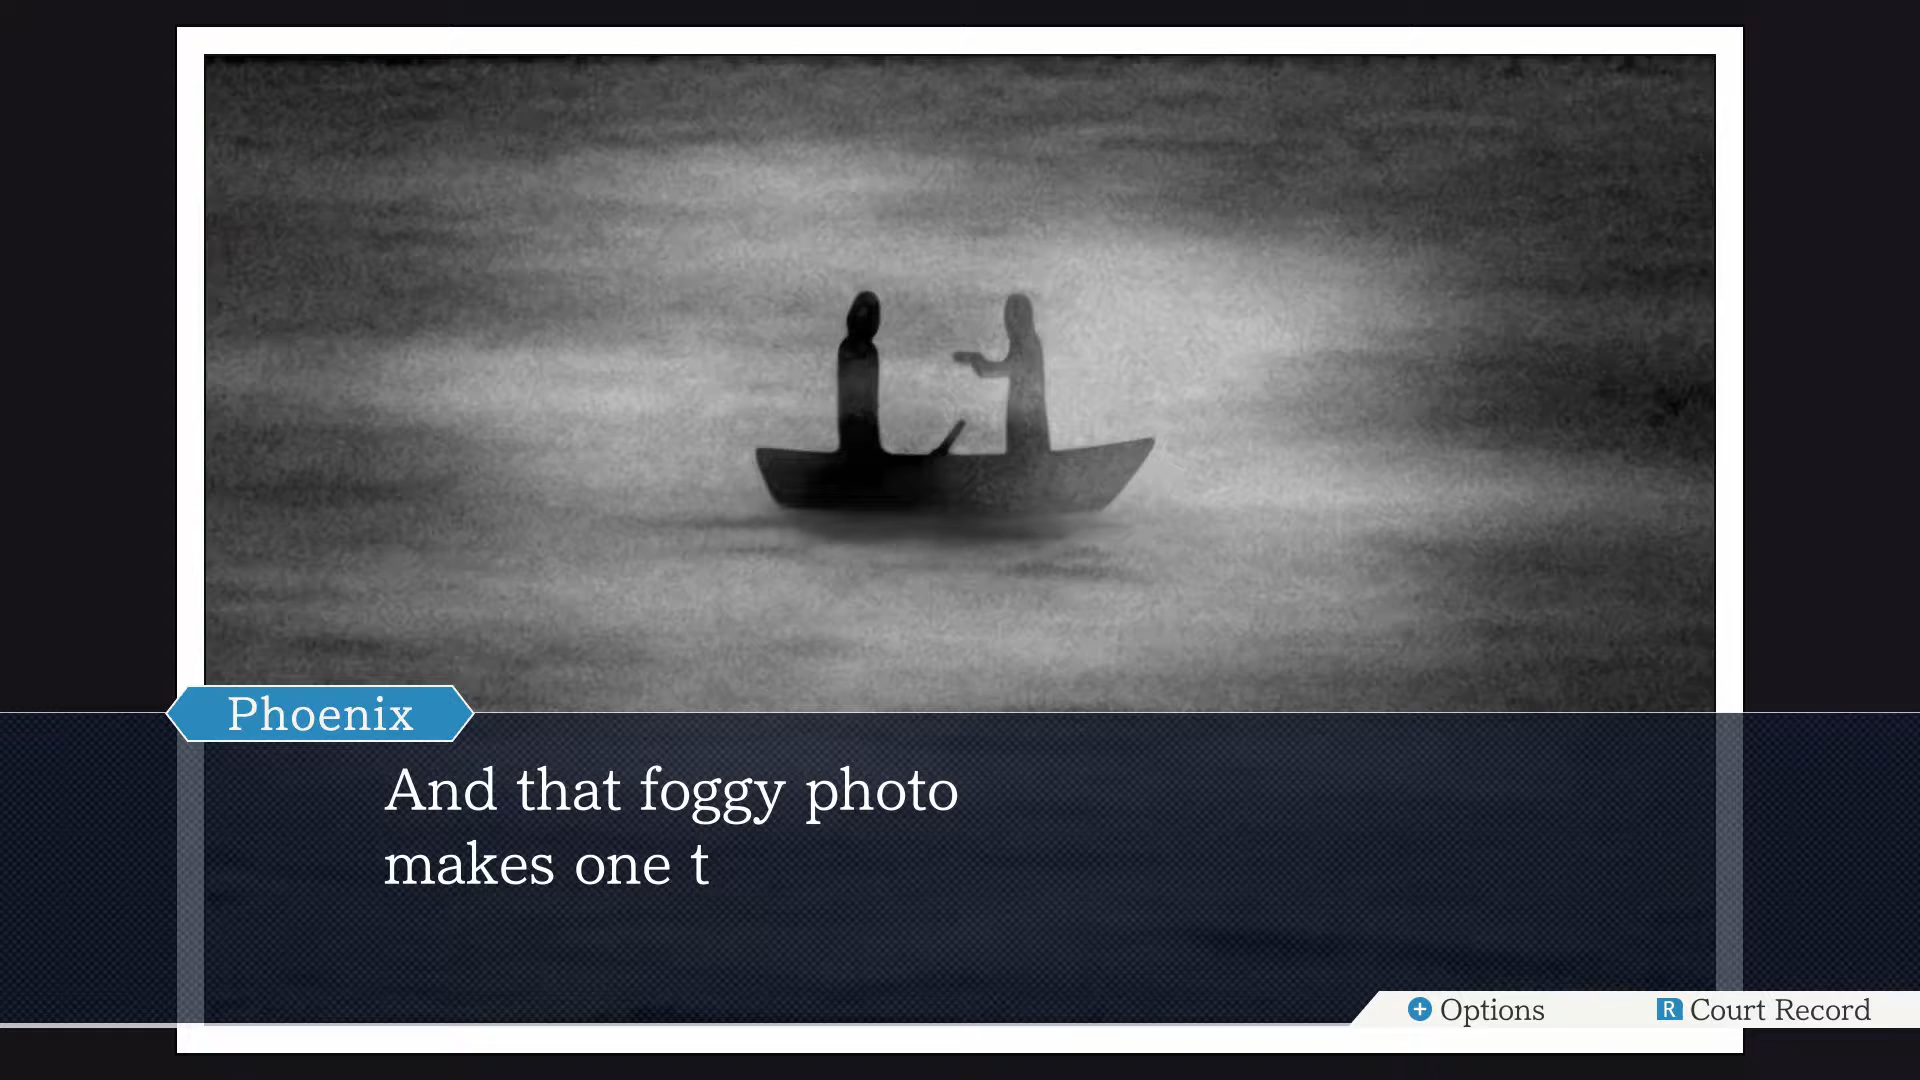 Phoenix
And that foggy photo
makes one t
+ Options
R Court Record